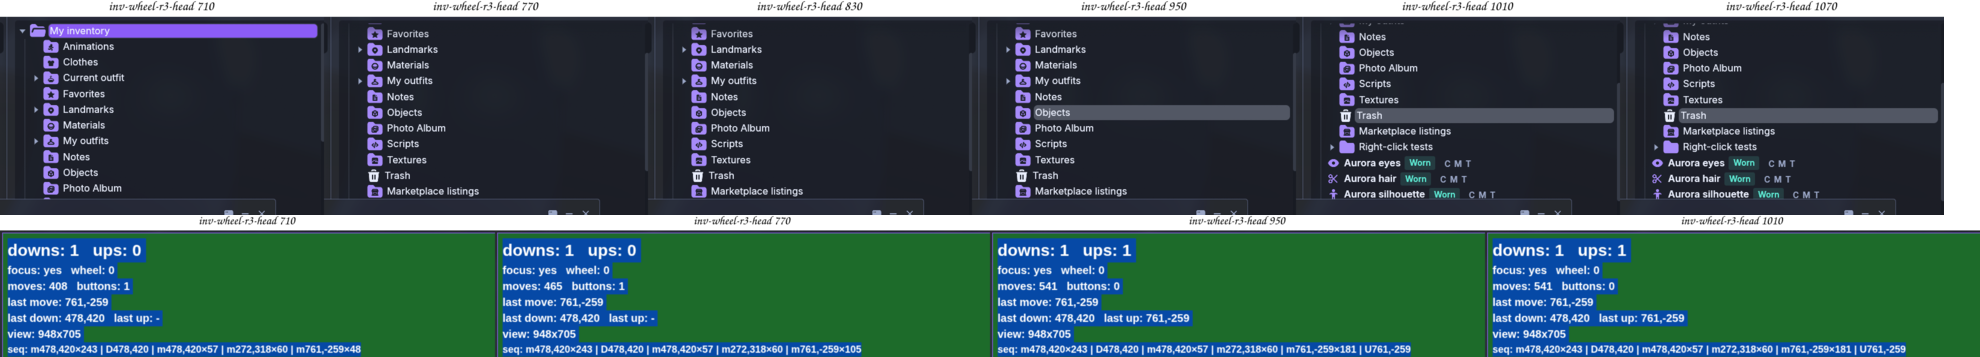 inv-wheel-r3-head 710
inv-wheel-r3-head 770
inv-wheel-r3-head 830
inv-wheel-r3-head 950
inv-wheel-r3-head 1010
inv-wheel-r3-head 1070
My inventory
Animations
Clothes
Current outfit
Favorites
Landmarks
Materials
My outfits
Notes
Objects
Photo Album
Favorites
Landmarks
Materials
My outfits
Notes
Objects
Photo Album
Scripts
Textures
Trash
Marketplace listings
Favorites
Landmarks
Materials
My outfits
Notes
Objects
Photo Album
Scripts
Textures
Trash
Marketplace listings
Favorites
Landmarks
Materials
My outfits
Notes
Objects
Photo Album
Scripts
Textures
Trash
Marketplace listings
Notes
Objects
Photo Album
Scripts
Textures
Trash
Marketplace listings
Right-click tests
Aurora eyes Worn C M T
Aurora hair Worn C M T
Aurora silhouette Worn C M T
Notes
Objects
Photo Album
Scripts
Textures
Trash
Marketplace listings
Right-click tests
Aurora eyes Worn C M T
Aurora hair Worn C M T
Aurora silhouette Worn C M T
inv-wheel-r3-head 710
inv-wheel-r3-head 770
inv-wheel-r3-head 950
inv-wheel-r3-head 1010
downs: 1 ups: 0
focus: yes wheel: 0
moves: 408 buttons: 1
last move: 761,-259
last down: 478,420 last up: -
view: 948x705
seq: m478,420×243 | D478,420 | m478,420×57 | m272,318×60 | m761,-259×48
downs: 1 ups: 0
focus: yes wheel: 0
moves: 465 buttons: 1
last move: 761,-259
last down: 478,420 last up: -
view: 948x705
seq: m478,420×243 | D478,420 | m478,420×57 | m272,318×60 | m761,-259×105
downs: 1 ups: 1
focus: yes wheel: 0
moves: 541 buttons: 0
last move: 761,-259
last down: 478,420 last up: 761,-259
view: 948x705
seq: m478,420×243 | D478,420 | m478,420×57 | m272,318×60 | m761,-259×181 | U761,-259
downs: 1 ups: 1
focus: yes wheel: 0
moves: 541 buttons: 0
last move: 761,-259
last down: 478,420 last up: 761,-259
view: 948x705
seq: m478,420×243 | D478,420 | m478,420×57 | m272,318×60 | m761,-259×181 | U761,-259